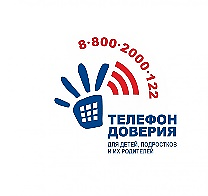 8-800-2000-122
ТЕЛЕФОН
ДОВЕРИЯ
ДЛЯ ДЕТЕЙ, ПОДРОСТКОВ
И ИХ РОДИТЕЛЕЙ